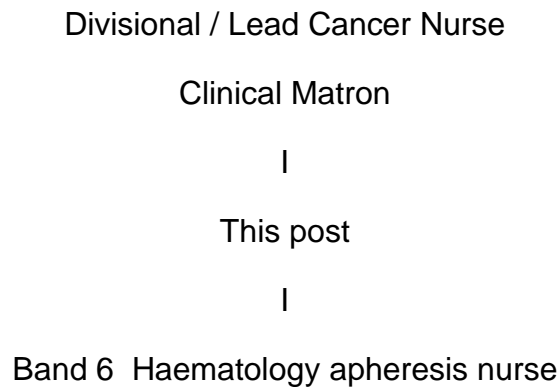 Divisional / Lead Cancer Nurse
Clinical Matron
I
This post
I
Band 6  Haematology apheresis nurse